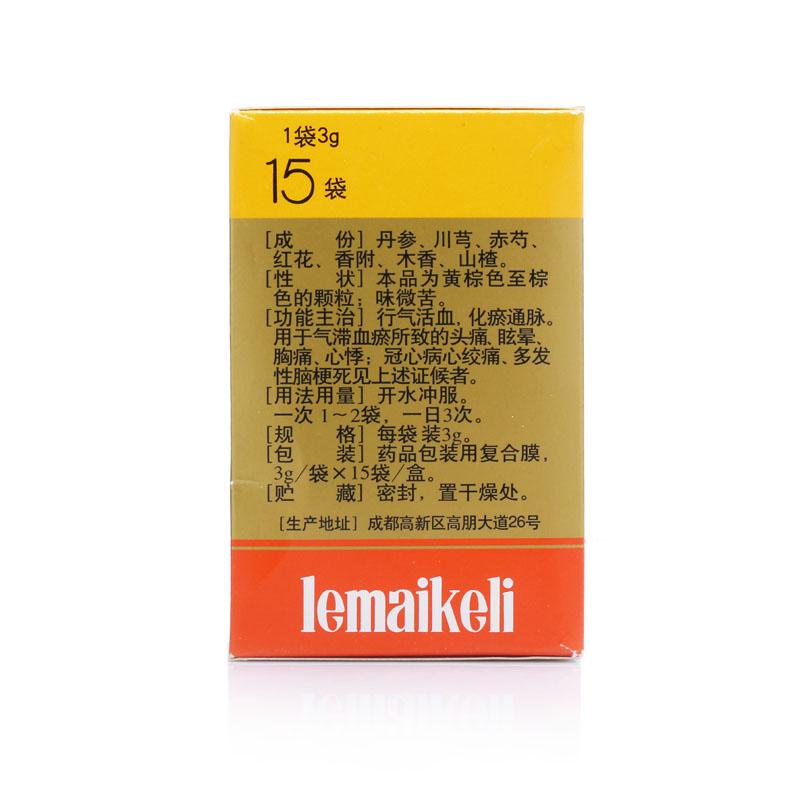 1袋3g
15袋
[成 份] 丹参、川芎、赤芍、
红花、香附、木香、山楂。
[性 状] 本品为黄棕色至棕
色的颗粒；味微苦。
[功能主治] 行气活血，化瘀通脉。
用于气滞血瘀所致的头痛、眩晕、
胸痛、心悸；冠心病心绞痛、多发
性脑梗死见上述证候者。
[用法用量] 开水冲服。
一次 1～2袋，一日3次。
[规 格] 每袋装3g。
[包 装] 药品包装用复合膜，
3g/袋×15袋/盒。
[贮 藏] 密封，置干燥处。
[生产地址] 成都高新区高朋大道26号
lemaikeli